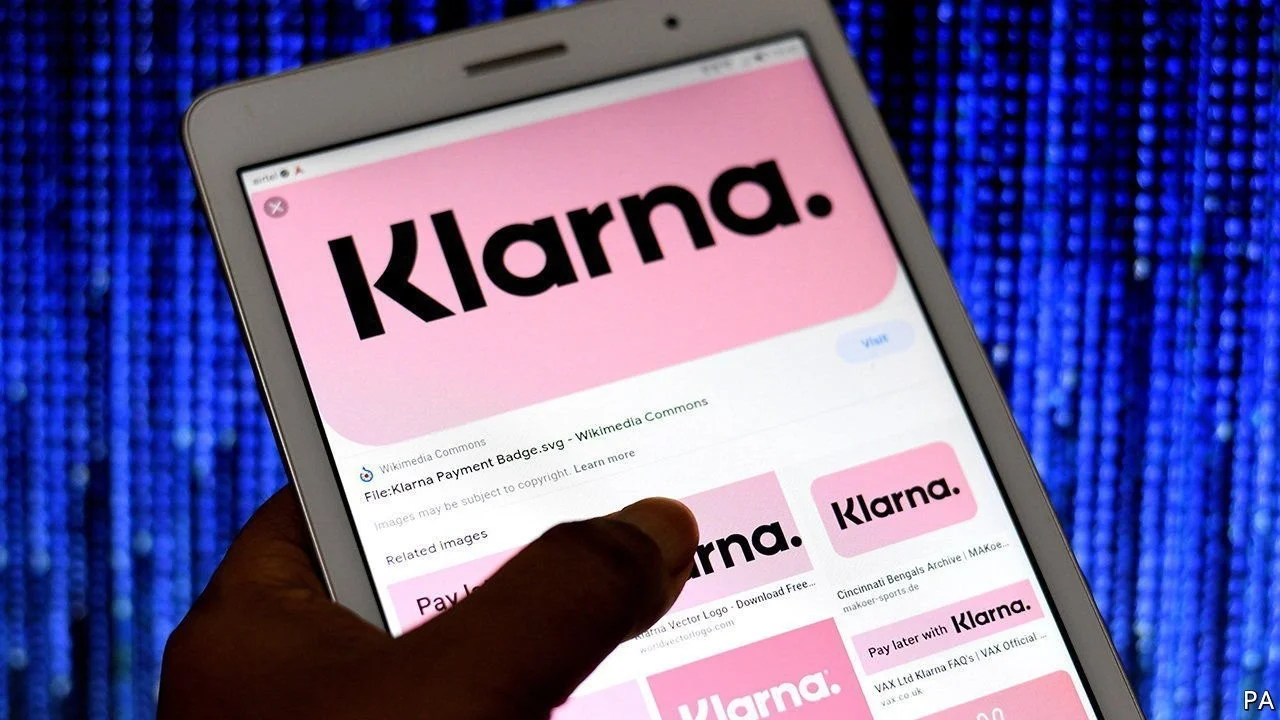 airtel
Klarna.
Visit
Wikimedia Commons
File:Klarna Payment Badge.svg - Wikimedia Commons
Images may be subject to copyright. Learn more
Related images
Pay
rna.
Klarna Vector Logo - Download Free...
worldvectorlogo.com
Klarna.
Cincinnati Bengals Archive | MAKoe...
makoer-sports.de
Pay later with Klarna.
VAX Ltd Klarna FAQ's | VAX Official ...
vax.co.uk
Klarna.
PA